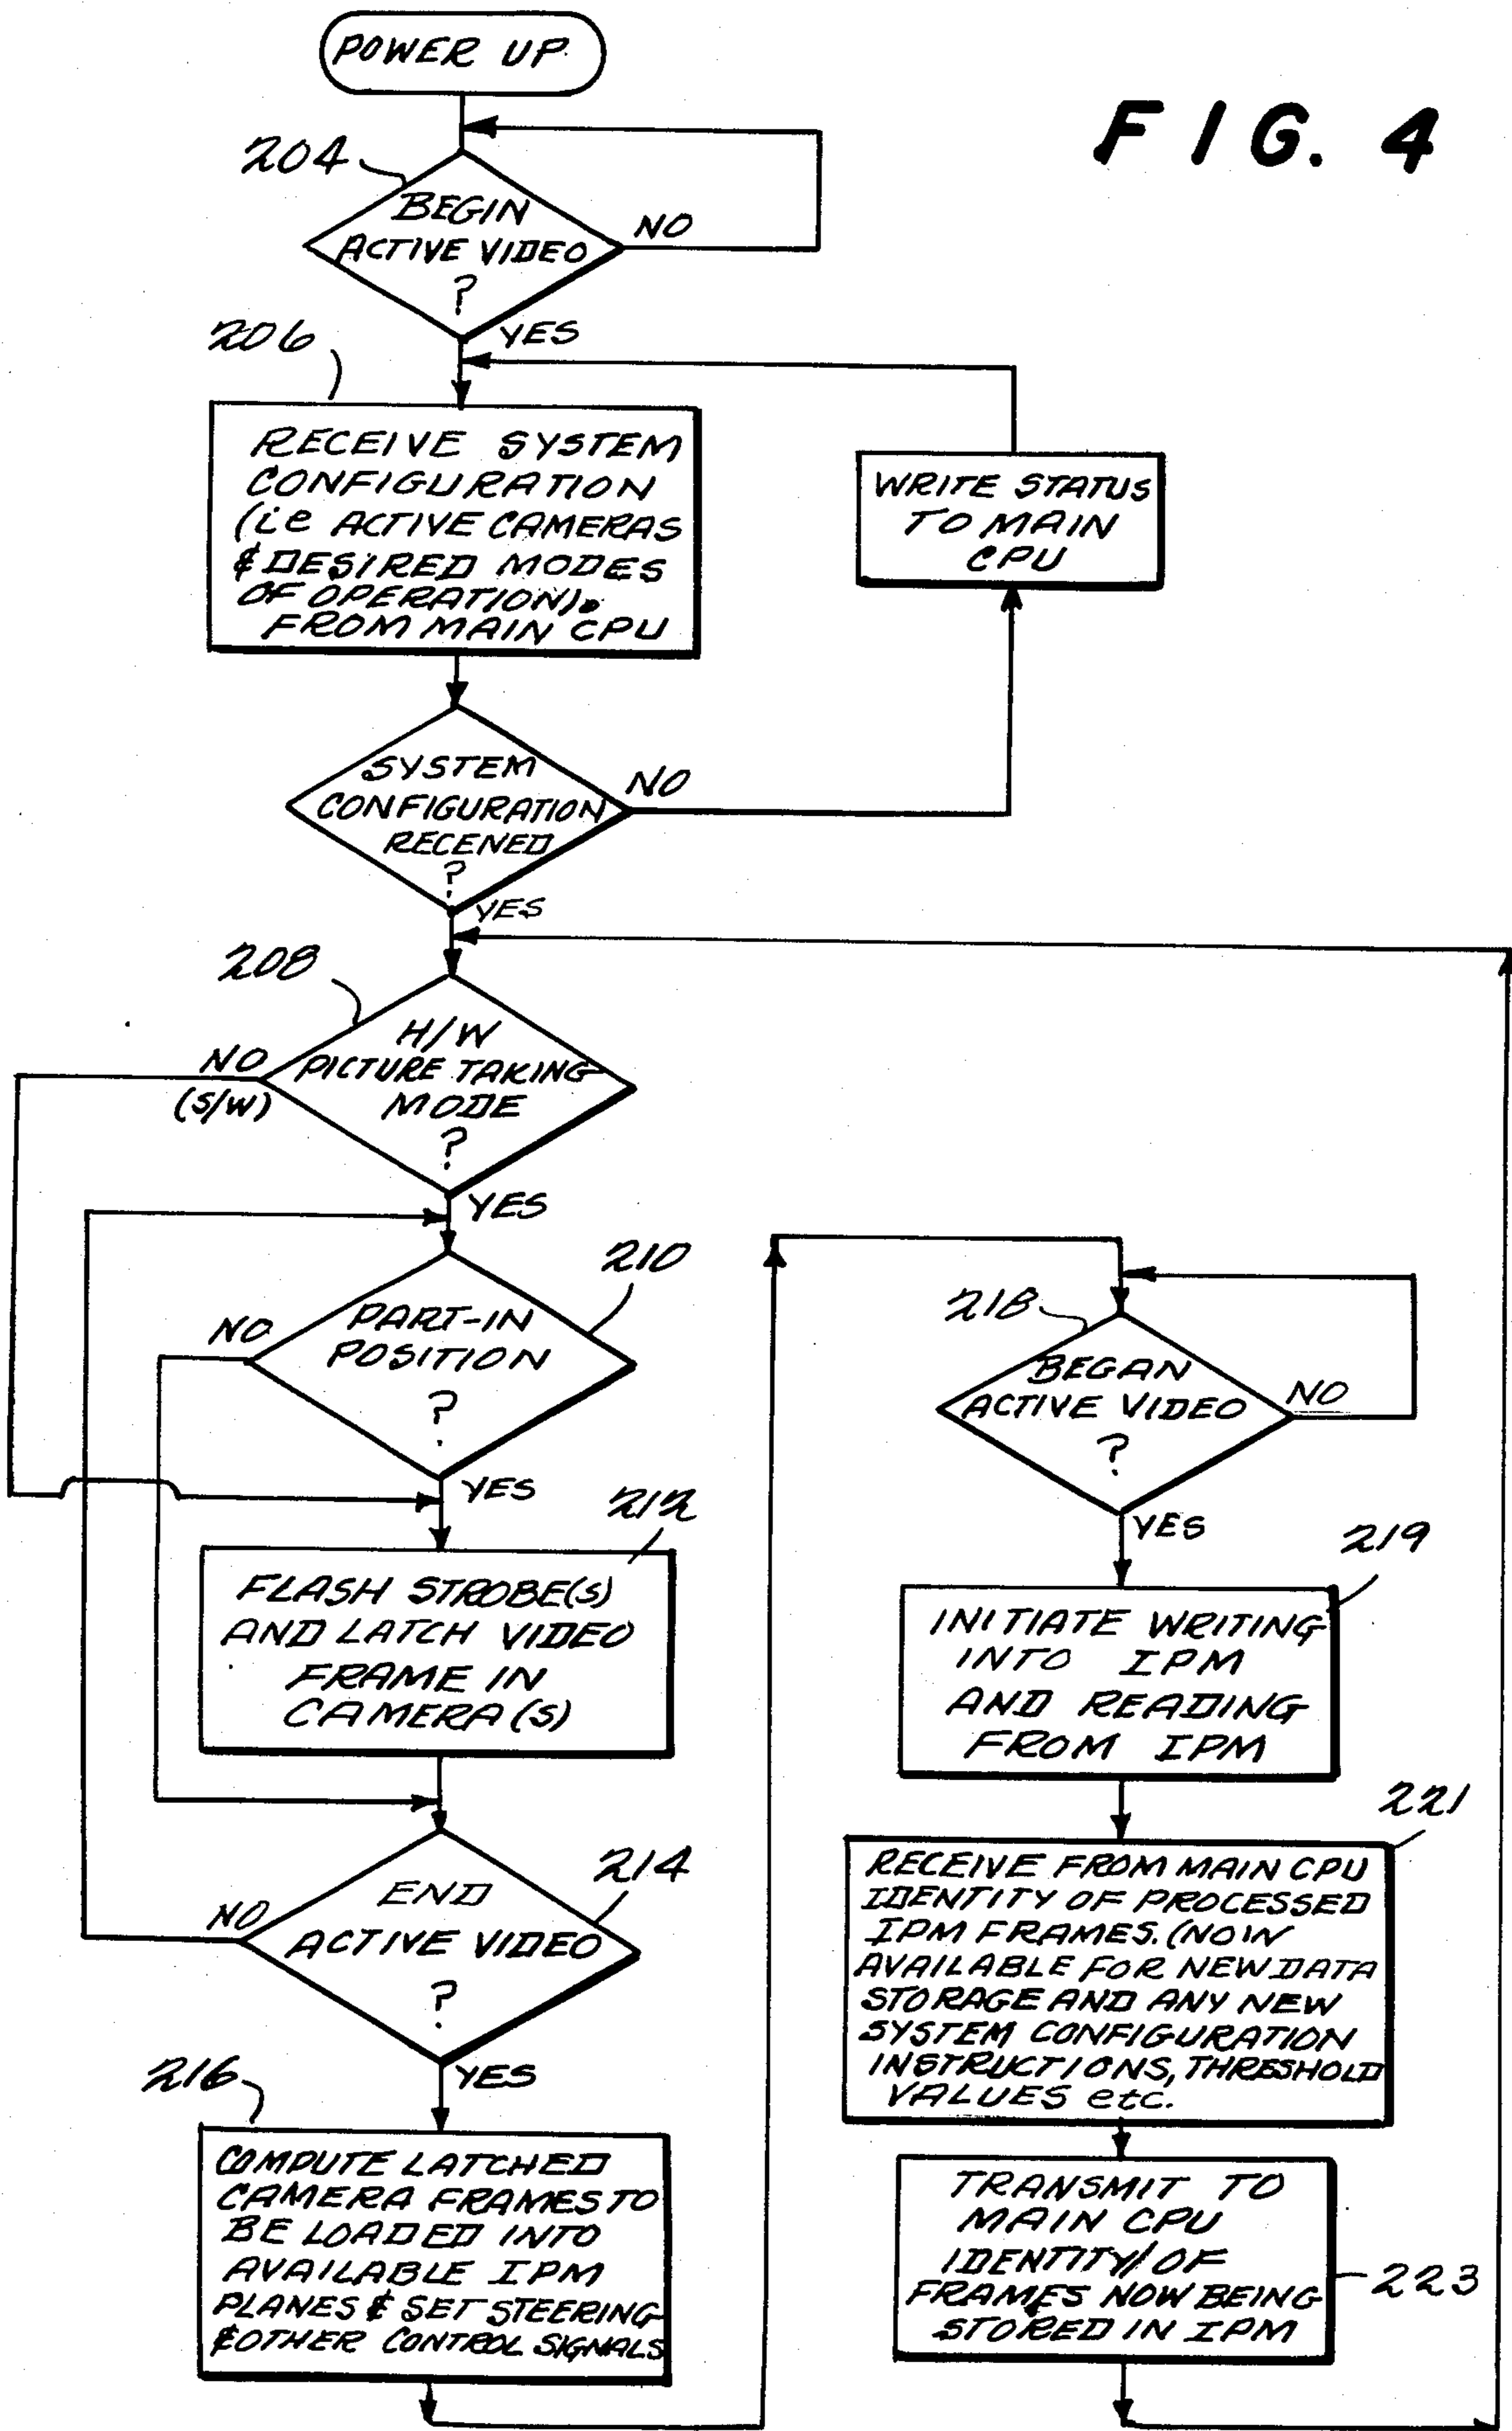 POWER UP
FIG. 4
204
BEGIN
ACTIVE VIDEO
?
NO
YES
206
RECEIVE SYSTEM
CONFIGURATION
(i.e ACTIVE CAMERAS
& DESIRED MODES
OF OPERATION).
FROM MAIN CPU
WRITE STATUS
TO MAIN
CPU
SYSTEM
CONFIGURATION
RECEIVED
?
NO
YES
208
H/W
PICTURE TAKING
MODE
?
NO
(S/W)
YES
210
PART-IN
POSITION
?
NO
YES
212
FLASH STROBE(S)
AND LATCH VIDEO
FRAME IN
CAMERA(S)
214
END
ACTIVE VIDEO
?
NO
YES
216
COMPUTE LATCHED
CAMERA FRAMES TO
BE LOADED INTO
AVAILABLE IPM
PLANES & SET STEERING
& OTHER CONTROL SIGNALS
218
BEGAN
ACTIVE VIDEO
?
NO
YES
219
INITIATE WRITING
INTO IPM
AND READING
FROM IPM
221
RECEIVE FROM MAIN CPU
IDENTITY OF PROCESSED
IPM FRAMES. (NOW
AVAILABLE FOR NEW DATA
STORAGE AND ANY NEW
SYSTEM CONFIGURATION
INSTRUCTIONS, THRESHOLD
VALUES etc.
TRANSMIT TO
MAIN CPU
IDENTITY/OF
FRAMES NOW BEING
STORED IN IPM
223